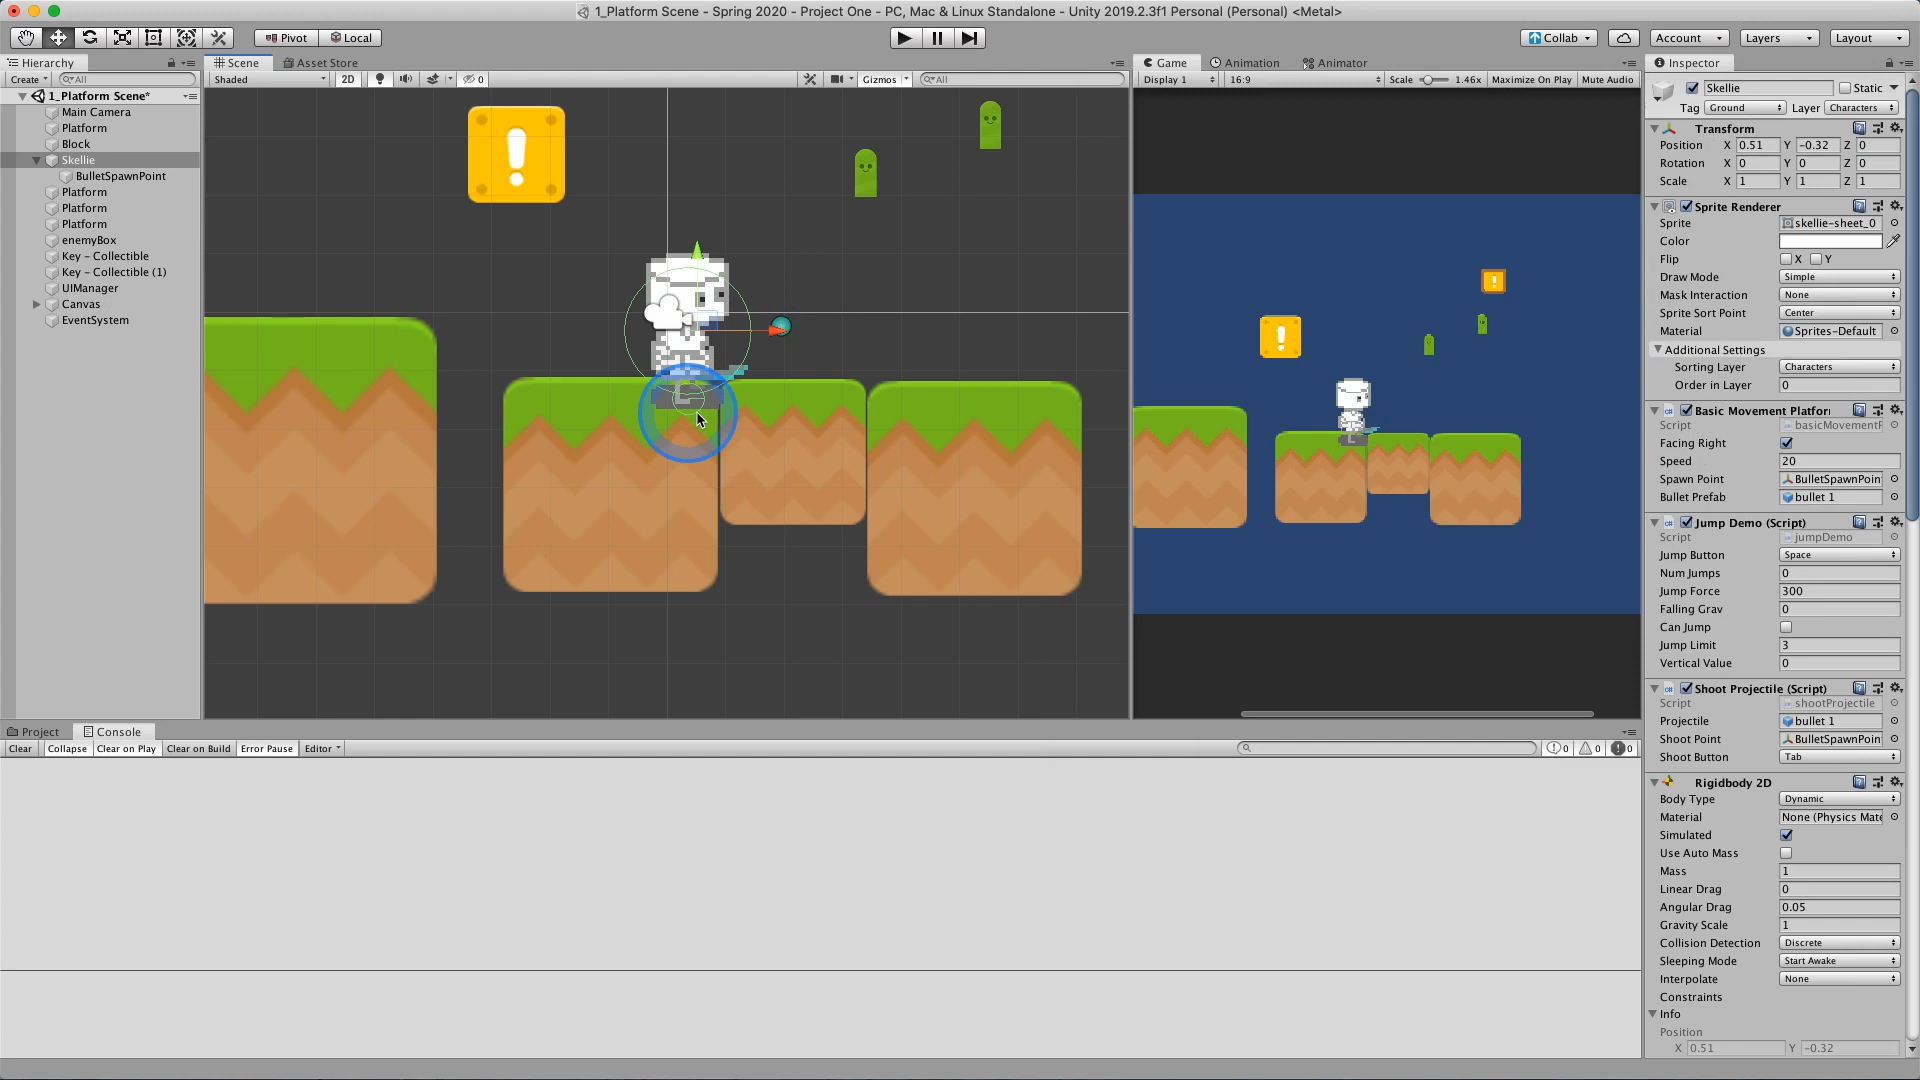 1_Platform Scene - Spring 2020 - Project One - PC, Mac & Linux Standalone - Unity 2019.2.3f1 Personal (Personal) <Metal>
Pivot Local Collab Account Layers Layout
Hierarchy
Create All
1_Platform Scene*
Main Camera
Platform
Block
Skellie
BulletSpawnPoint
Platform
Platform
Platform
enemyBox
Key - Collectible
Key - Collectible (1)
UIManager
Canvas
EventSystem
Scene Asset Store
Shaded 2D 0 Gizmos All
Game Animation Animator
Display 1 16:9 Scale 1.46x Maximize On Play Mute Audio
Inspector
Skellie Static
Tag Ground Layer Characters
Transform
Position X 0.51 Y -0.32 Z 0
Rotation X 0 Y 0 Z 0
Scale X 1 Y 1 Z 1
Sprite Renderer
Sprite skellie-sheet_0
Color
Flip X Y
Draw Mode Simple
Mask Interaction None
Sprite Sort Point Center
Material Sprites-Default
Additional Settings
Sorting Layer Characters
Order in Layer 0
Basic Movement Platforr
Script basicMovementF
Facing Right
Speed 20
Spawn Point BulletSpawnPoin
Bullet Prefab bullet 1
Jump Demo (Script)
Script jumpDemo
Jump Button Space
Num Jumps 0
Jump Force 300
Falling Grav 0
Can Jump
Jump Limit 3
Vertical Value 0
Shoot Projectile (Script)
Script shootProjectile
Projectile bullet 1
Shoot Point BulletSpawnPoin
Shoot Button Tab
Rigidbody 2D
Body Type Dynamic
Material None (Physics Mate
Simulated
Use Auto Mass
Mass 1
Linear Drag 0
Angular Drag 0.05
Gravity Scale 1
Collision Detection Discrete
Sleeping Mode Start Awake
Interpolate None
Constraints
Info
Position
X 0.51 Y -0.32
Project Console
Clear Collapse Clear on Play Clear on Build Error Pause Editor 0 0 0